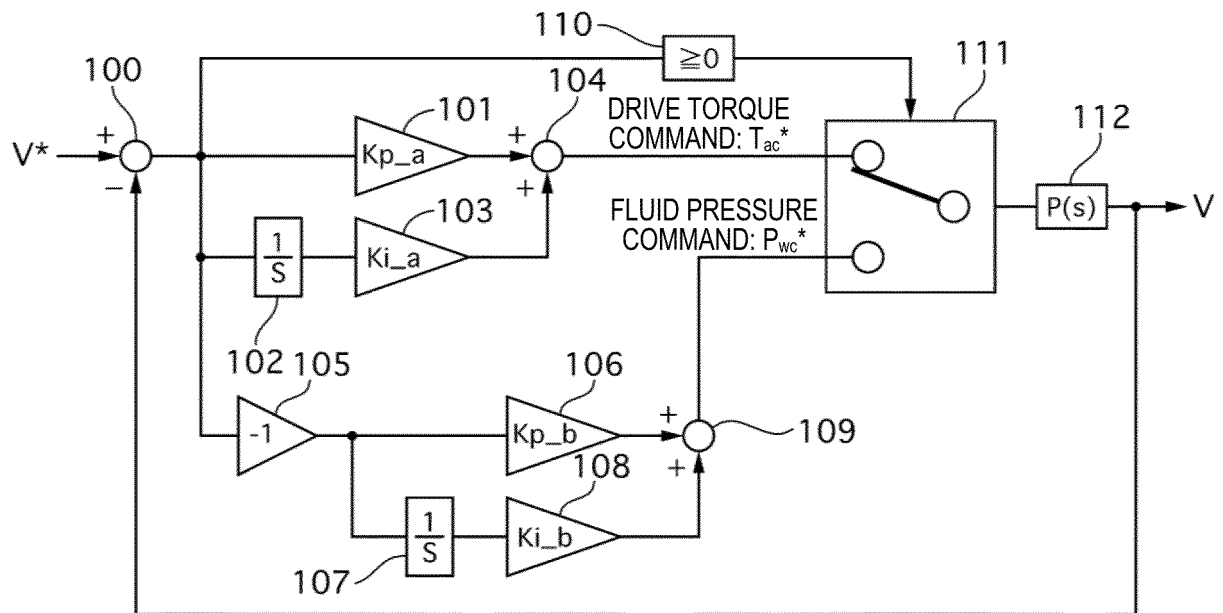 110
≧0
111
100
101
104
DRIVE TORQUE
COMMAND: Tac*
112
+
V*
−
Kp_a
+
+
P(s)
V
103
FLUID PRESSURE
COMMAND: Pwc*
1
S
Ki_a
102
105
106
-1
Kp_b
+
+
109
108
1
S
Ki_b
107